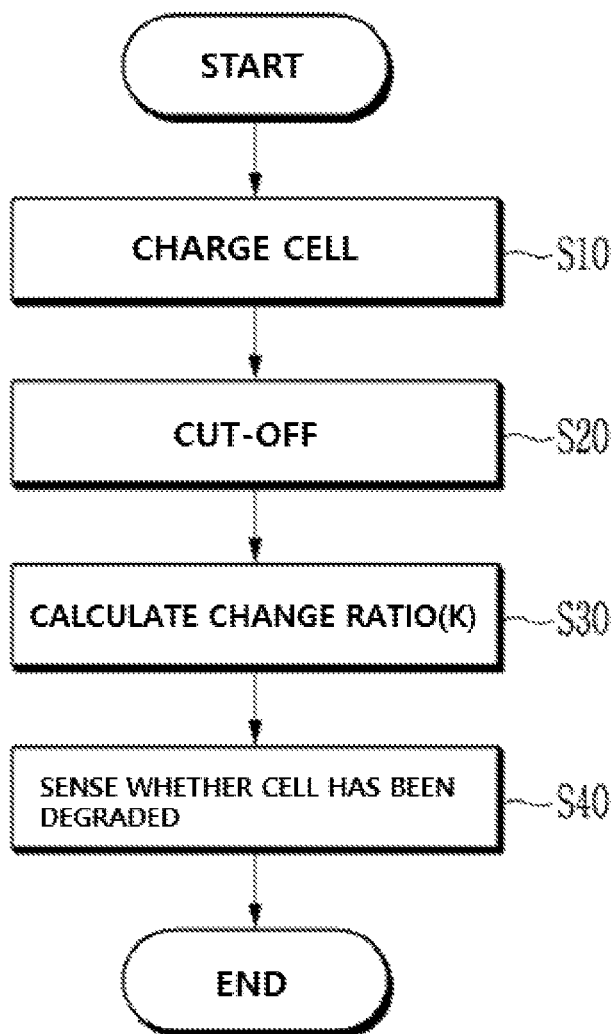 START
CHARGE CELL
S10
CUT-OFF
S20
CALCULATE CHANGE RATIO(K)
S30
SENSE WHETHER CELL HAS BEEN
DEGRADED
S40
END